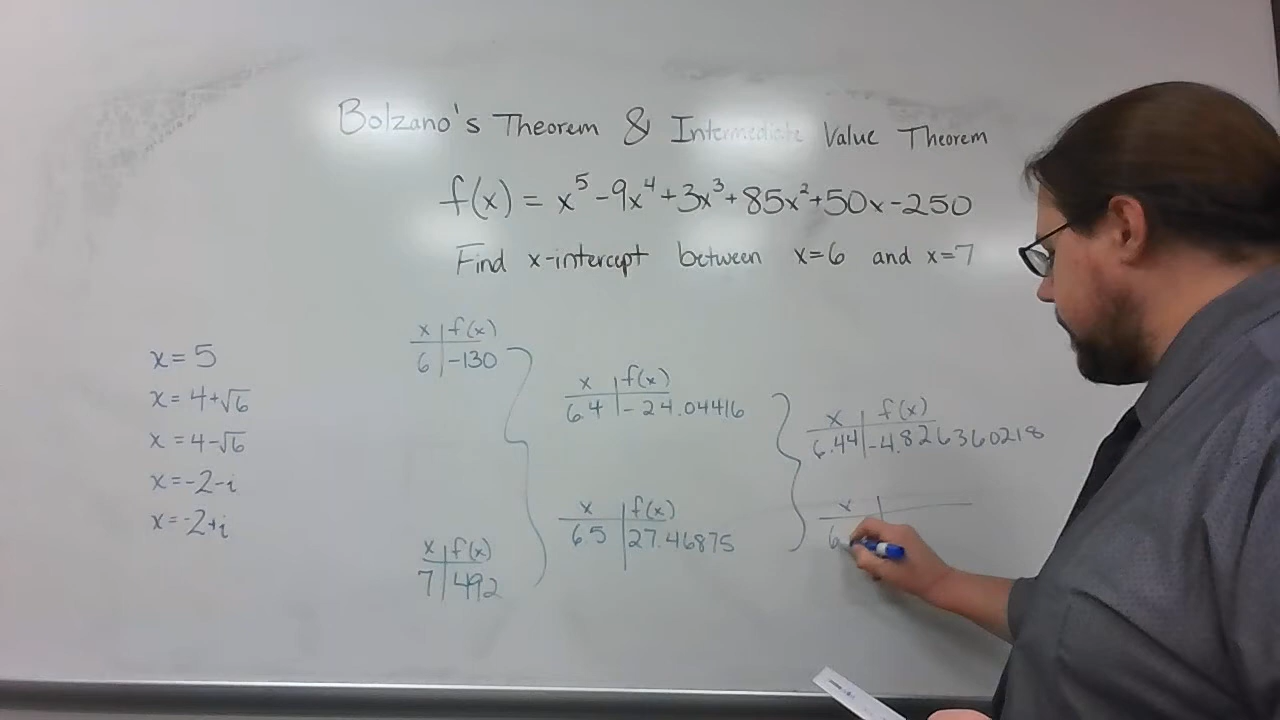 Bolzano's Theorem & Intermediate Value Theorem
f(x) = x⁵-9x⁴+3x³+85x²+50x-250
Find x-intercept between x=6 and x=7
x=5
x=4+√6
x=4-√6
x=-2-i
x=-2+i
x f(x)
6 -130
x f(x)
7 492
x f(x)
6.4 -24.04416
x f(x)
6.5 27.46875
x f(x)
6.44 -4.826360218
x
6